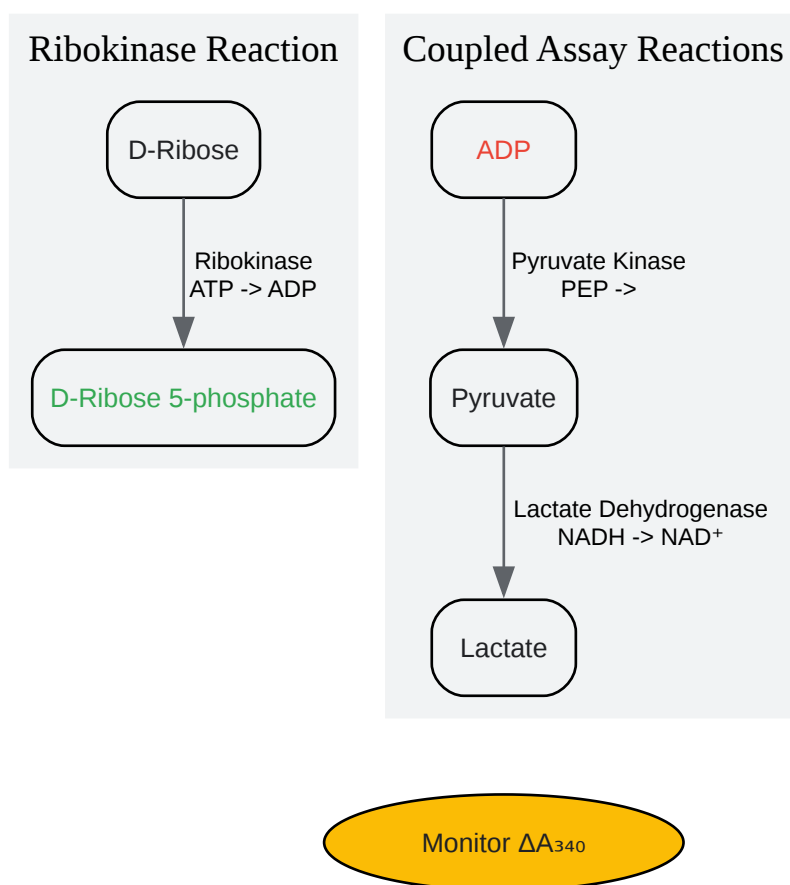 Ribokinase Reaction
D-Ribose
Ribokinase
ATP -> ADP
D-Ribose 5-phosphate
Coupled Assay Reactions
ADP
Pyruvate Kinase
PEP ->
Pyruvate
Lactate Dehydrogenase
NADH -> NAD⁺
Lactate
Monitor ΔA₃₄₀